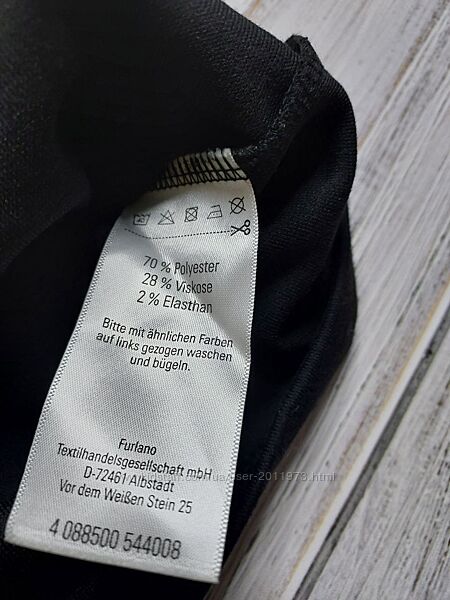 70 % Polyester
28 % Viskose
2 % Elasthan
Bitte mit ähnlichen Farben
auf links gezogen waschen
und bügeln.
Furlano
Textilhandelsgesellschaft mbH
D-72461 Albstadt
Vor dem Weißen Stein 25
4 088500 544008